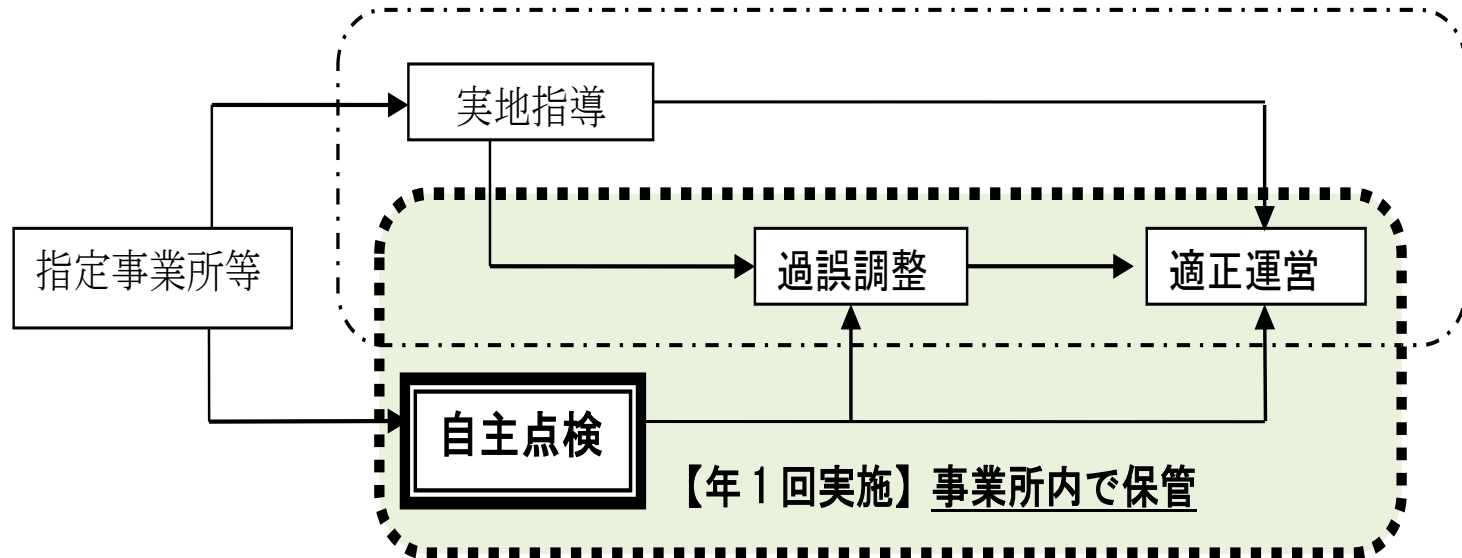 実地指導
指定事業所等
過誤調整
適正運営
自主点検
【年1回実施】事業所内で保管